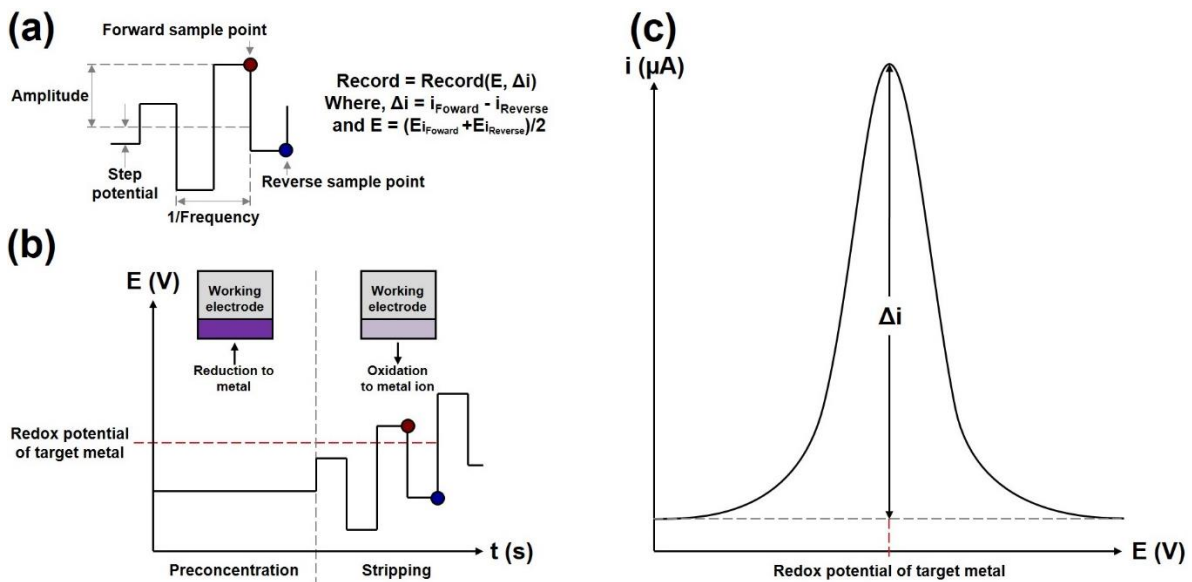 (a)
Forward sample point
Amplitude
Step
potential
1/Frequency
Reverse sample point
Record = Record(E, Δi)
Where, Δi = iFoward - iReverse
and E = (EiFoward +EiReverse)/2
(b)
E (V)
Working
electrode
Reduction to
metal
Working
electrode
Oxidation
to metal ion
Redox potential
of target metal
t (s)
Preconcentration
Stripping
(c)
i (µA)
Δi
E (V)
Redox potential of target metal